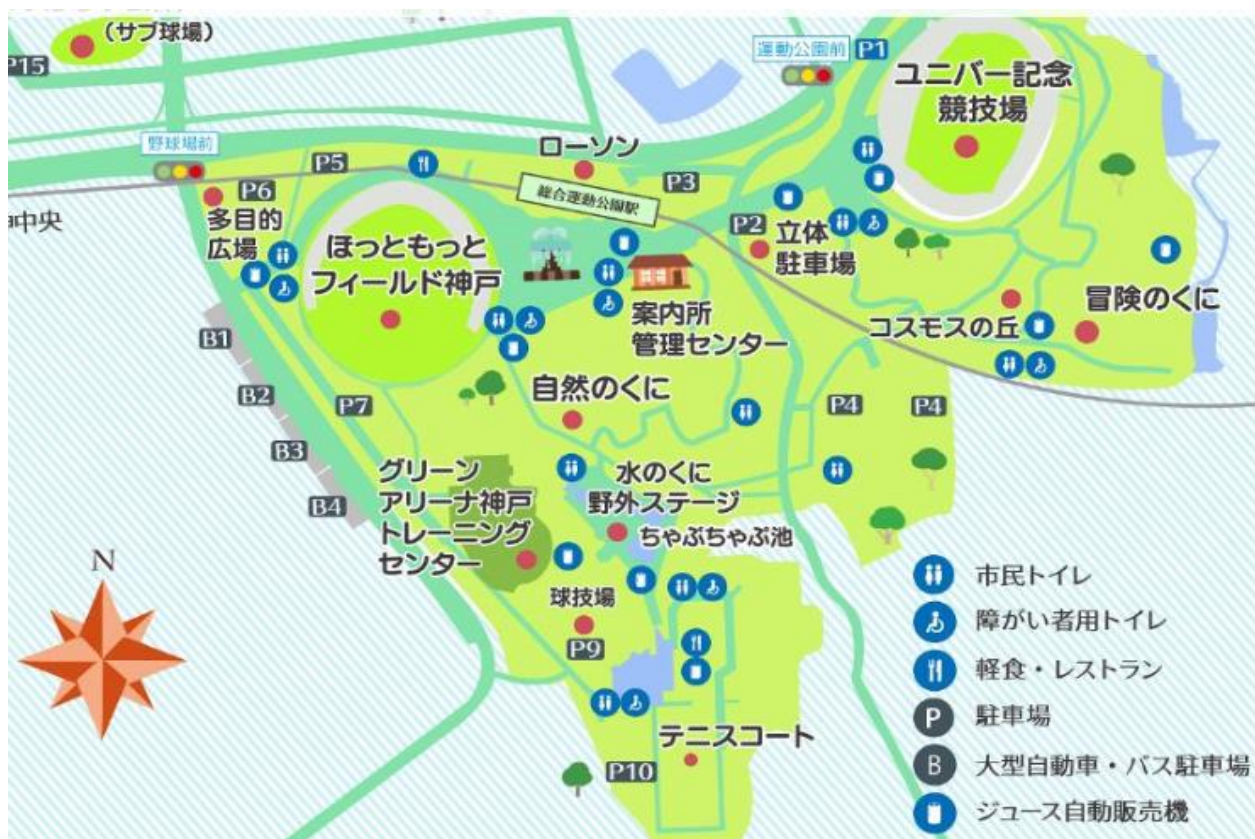 (サブ球場)
P15
運動公園前
P1
ユニバー記念
競技場
野球場前
P5
ローソン
P3
総合運動公園駅
P6
中央
多目的
広場
ほっともっと
フィールド神戸
P2
立体
駐車場
案内所
管理センター
コスモスの丘
冒険のくに
B1
B2
B3
B4
P7
自然のくに
P4
P4
グリーン
アリーナ神戸
トレーニング
センター
水のくに
野外ステージ
ちゃぷちゃぷ池
球技場
P9
テニスコート
P10
N
市民トイレ
障がい者用トイレ
軽食・レストラン
P 駐車場
B 大型自動車・バス駐車場
ジュース自動販売機